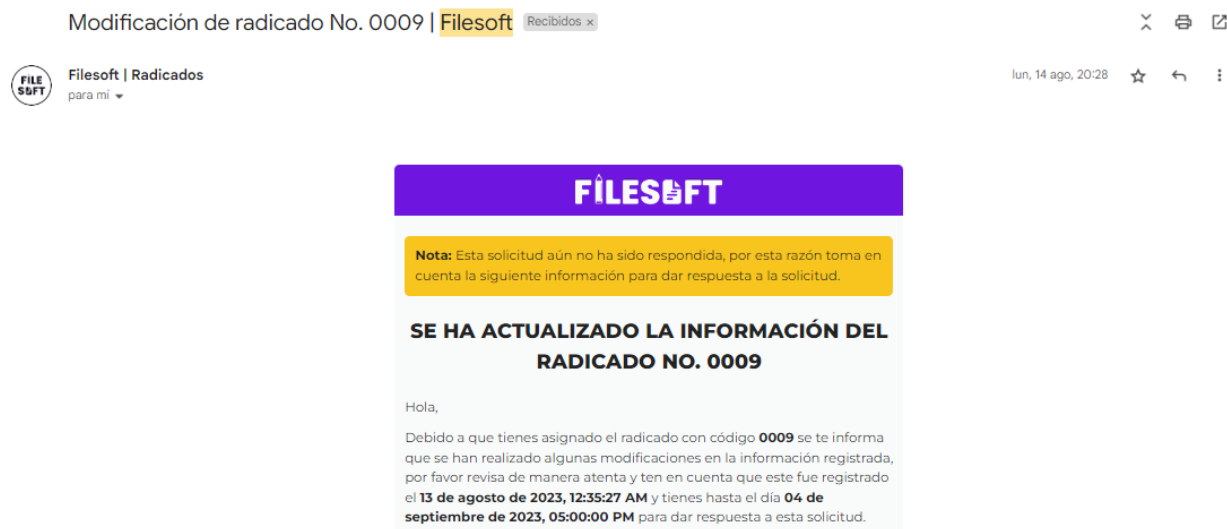 Modificación de radicado No. 0009 | Filesoft Recibidos x
FILE
SOFT
Filesoft | Radicados
lun, 14 ago, 20:28
para mí
FILESOFT
Nota: Esta solicitud aún no ha sido respondida, por esta razón toma en
cuenta la siguiente información para dar respuesta a la solicitud.
SE HA ACTUALIZADO LA INFORMACIÓN DEL
RADICADO NO. 0009
Hola,
Debido a que tienes asignado el radicado con código 0009 se te informa
que se han realizado algunas modificaciones en la información registrada,
por favor revisa de manera atenta y ten en cuenta que este fue registrado
el 13 de agosto de 2023, 12:35:27 AM y tienes hasta el día 04 de
septiembre de 2023, 05:00:00 PM para dar respuesta a esta solicitud.